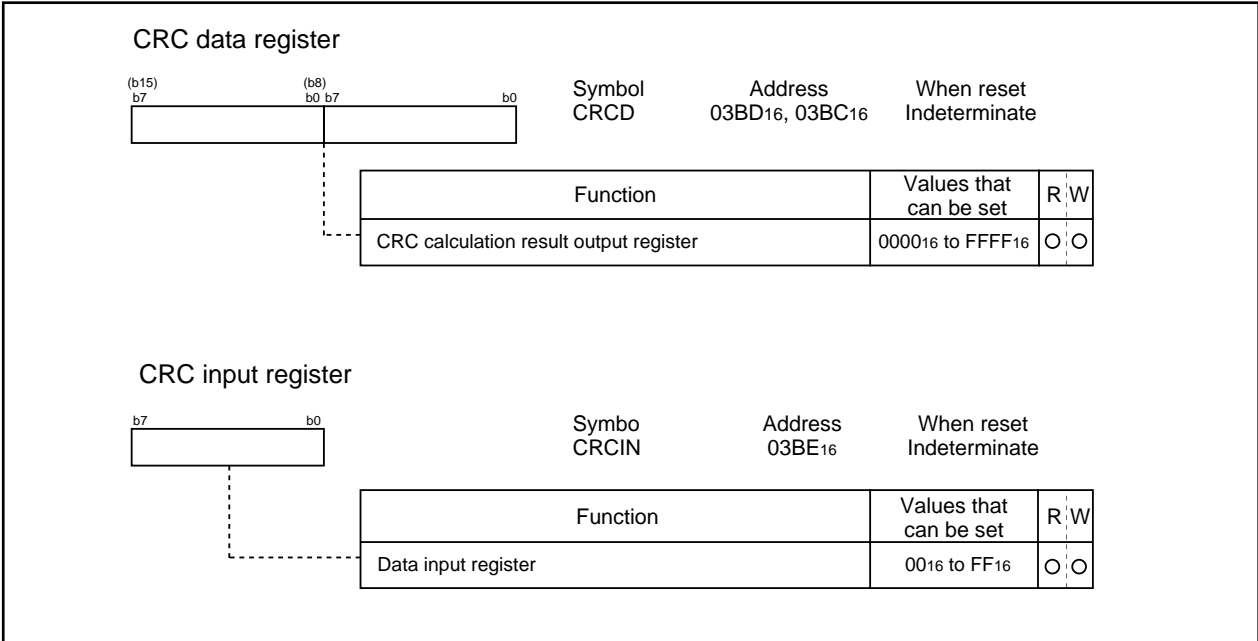 CRC data register
(b15) (b8)
b7 b0 b7 b0
Symbol Address When reset
CRCD 03BD16, 03BC16 Indeterminate
Function Values that can be set R W
CRC calculation result output register 000016 to FFFF16 O O
CRC input register
b7 b0
Symbo Address When reset
CRCIN 03BE16 Indeterminate
Function Values that can be set R W
Data input register 0016 to FF16 O O